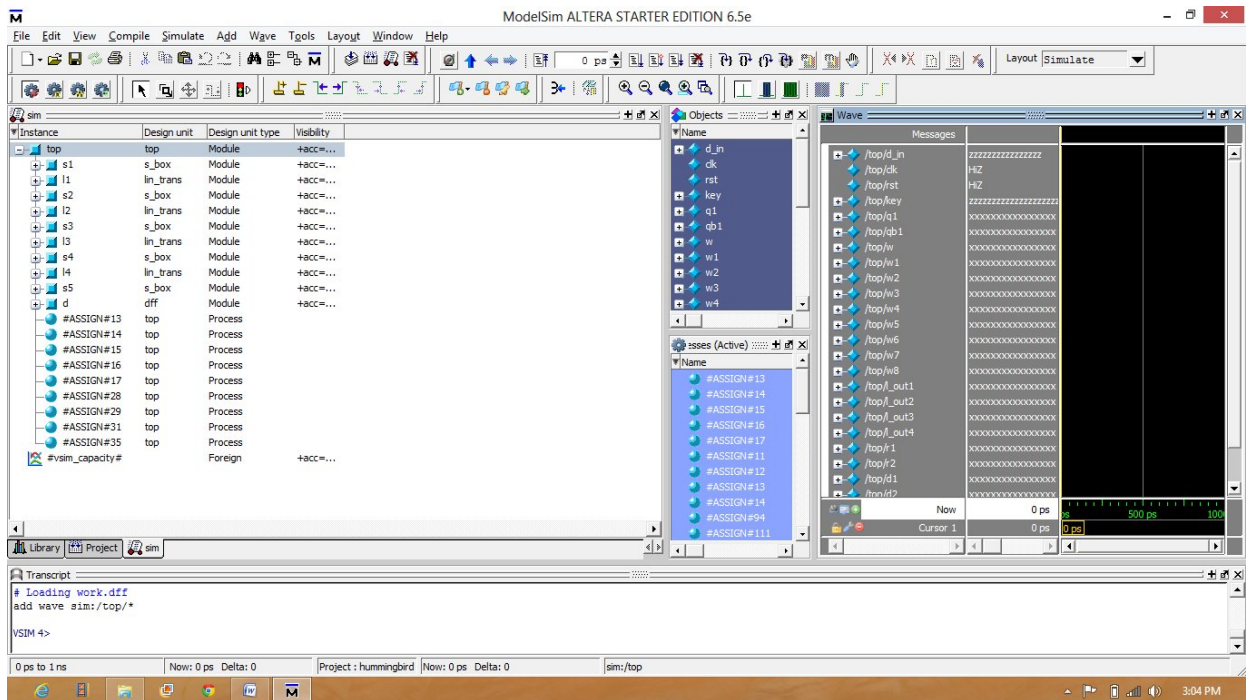 ModelSim ALTERA STARTER EDITION 6.5e
File Edit View Compile Simulate Add Wave Tools Layout Window Help
0 ps
Layout Simulate
sim
Instance Design unit Design unit type Visibility
top top Module +acc=...
s1 s_box Module +acc=...
l1 lin_trans Module +acc=...
s2 s_box Module +acc=...
l2 lin_trans Module +acc=...
s3 s_box Module +acc=...
l3 lin_trans Module +acc=...
s4 s_box Module +acc=...
l4 lin_trans Module +acc=...
s5 s_box Module +acc=...
d dff Module +acc=...
#ASSIGN#13 top Process
#ASSIGN#14 top Process
#ASSIGN#15 top Process
#ASSIGN#16 top Process
#ASSIGN#17 top Process
#ASSIGN#28 top Process
#ASSIGN#29 top Process
#ASSIGN#31 top Process
#ASSIGN#35 top Process
#vsim_capacity# Foreign +acc=...
Library Project sim
Objects
Name
d_in
clk
rst
key
q1
qb1
w
w1
w2
w3
w4
esses (Active)
Name
#ASSIGN#13
#ASSIGN#14
#ASSIGN#15
#ASSIGN#16
#ASSIGN#17
#ASSIGN#11
#ASSIGN#12
#ASSIGN#13
#ASSIGN#14
#ASSIGN#94
#ASSIGN#111
Wave
Messages
/top/d_in zzzzzzzzzzzzzzzz
/top/clk HiZ
/top/rst HiZ
/top/key zzzzzzzzzzzzzzzzzzzz
/top/q1 xxxxxxxxxxxxxxxx
/top/qb1 xxxxxxxxxxxxxxxx
/top/w xxxxxxxxxxxxxxxx
/top/w1 xxxxxxxxxxxxxxxx
/top/w2 xxxxxxxxxxxxxxxx
/top/w3 xxxxxxxxxxxxxxxx
/top/w4 xxxxxxxxxxxxxxxx
/top/w5 xxxxxxxxxxxxxxxx
/top/w6 xxxxxxxxxxxxxxxx
/top/w7 xxxxxxxxxxxxxxxx
/top/w8 xxxxxxxxxxxxxxxx
/top/l_out1 xxxxxxxxxxxxxxxx
/top/l_out2 xxxxxxxxxxxxxxxx
/top/l_out3 xxxxxxxxxxxxxxxx
/top/l_out4 xxxxxxxxxxxxxxxx
/top/r1 xxxxxxxxxxxxxxxx
/top/r2 xxxxxxxxxxxxxxxx
/top/d1 xxxxxxxxxxxxxxxx
/top/d2 xxxxxxxxxxxxxxxx
Now 0 ps ps 500 ps 100
Cursor 1 0 ps 0 ps
Transcript
# Loading work.dff
add wave sim:/top/*
VSIM 4>
0 ps to 1 ns Now: 0 ps Delta: 0 Project : hummingbird Now: 0 ps Delta: 0 sim:/top
3:04 PM